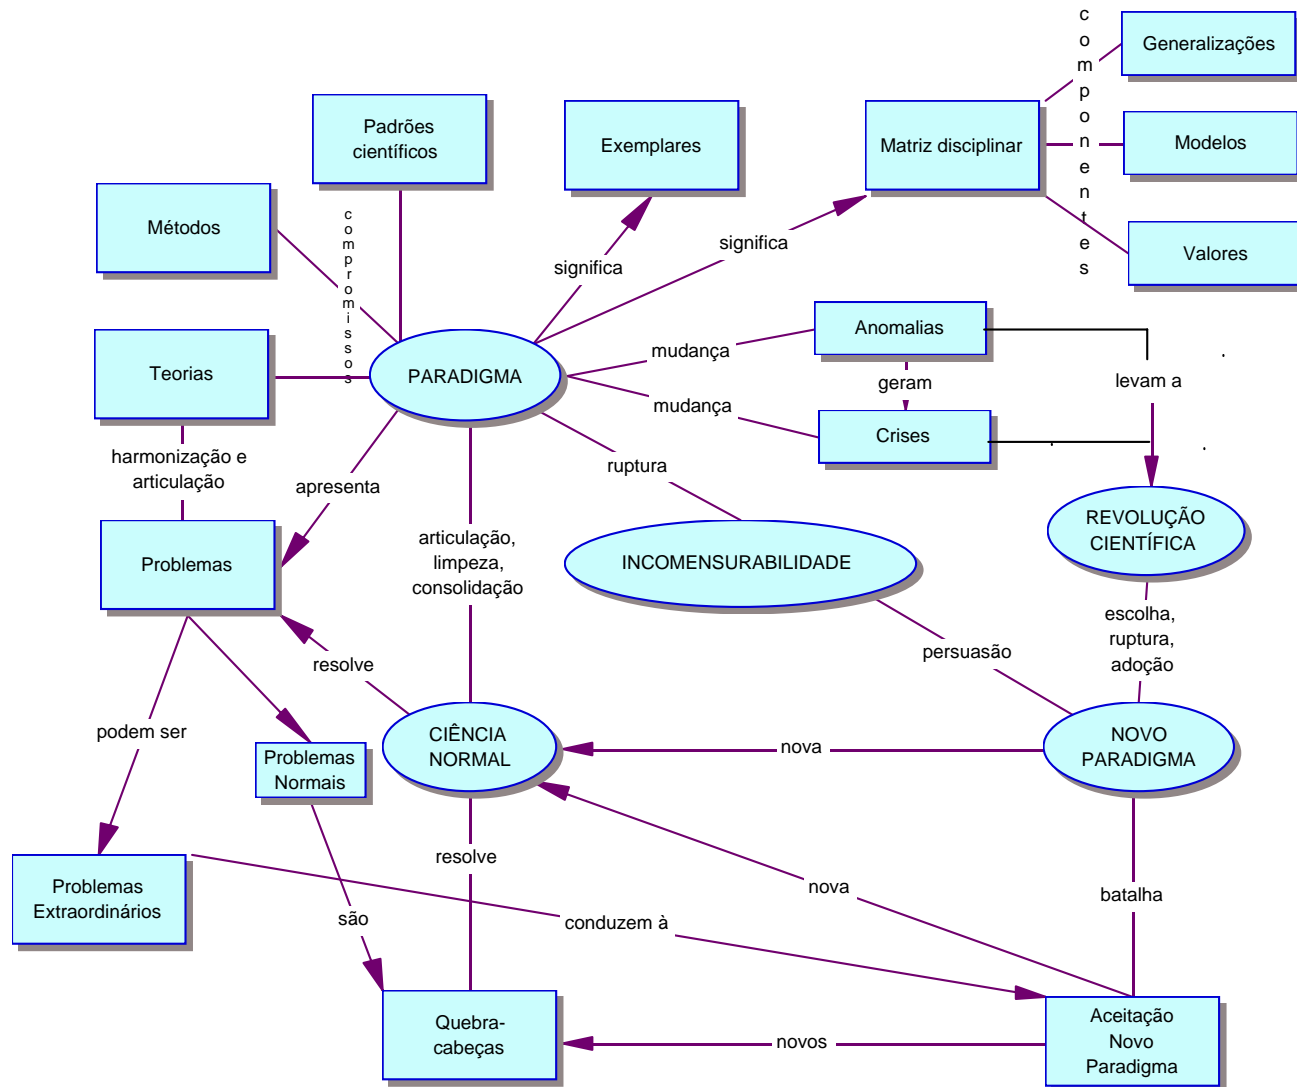 componentes
Generalizações
Padrões
científicos
Exemplares
Matriz disciplinar
Modelos
Métodos
compromissos
significa
significa
Valores
Teorias
PARADIGMA
mudança
Anomalias
geram
levam a
mudança
Crises
harmonização e
articulação
apresenta
ruptura
REVOLUÇÃO
CIENTÍFICA
Problemas
articulação,
limpeza,
consolidação
INCOMENSURABILIDADE
escolha,
ruptura,
adoção
resolve
persuasão
podem ser
Problemas
Normais
CIÊNCIA
NORMAL
nova
NOVO
PARADIGMA
resolve
Problemas
Extraordinários
são
conduzem à
nova
batalha
Quebra-
cabeças
novos
Aceitação
Novo
Paradigma